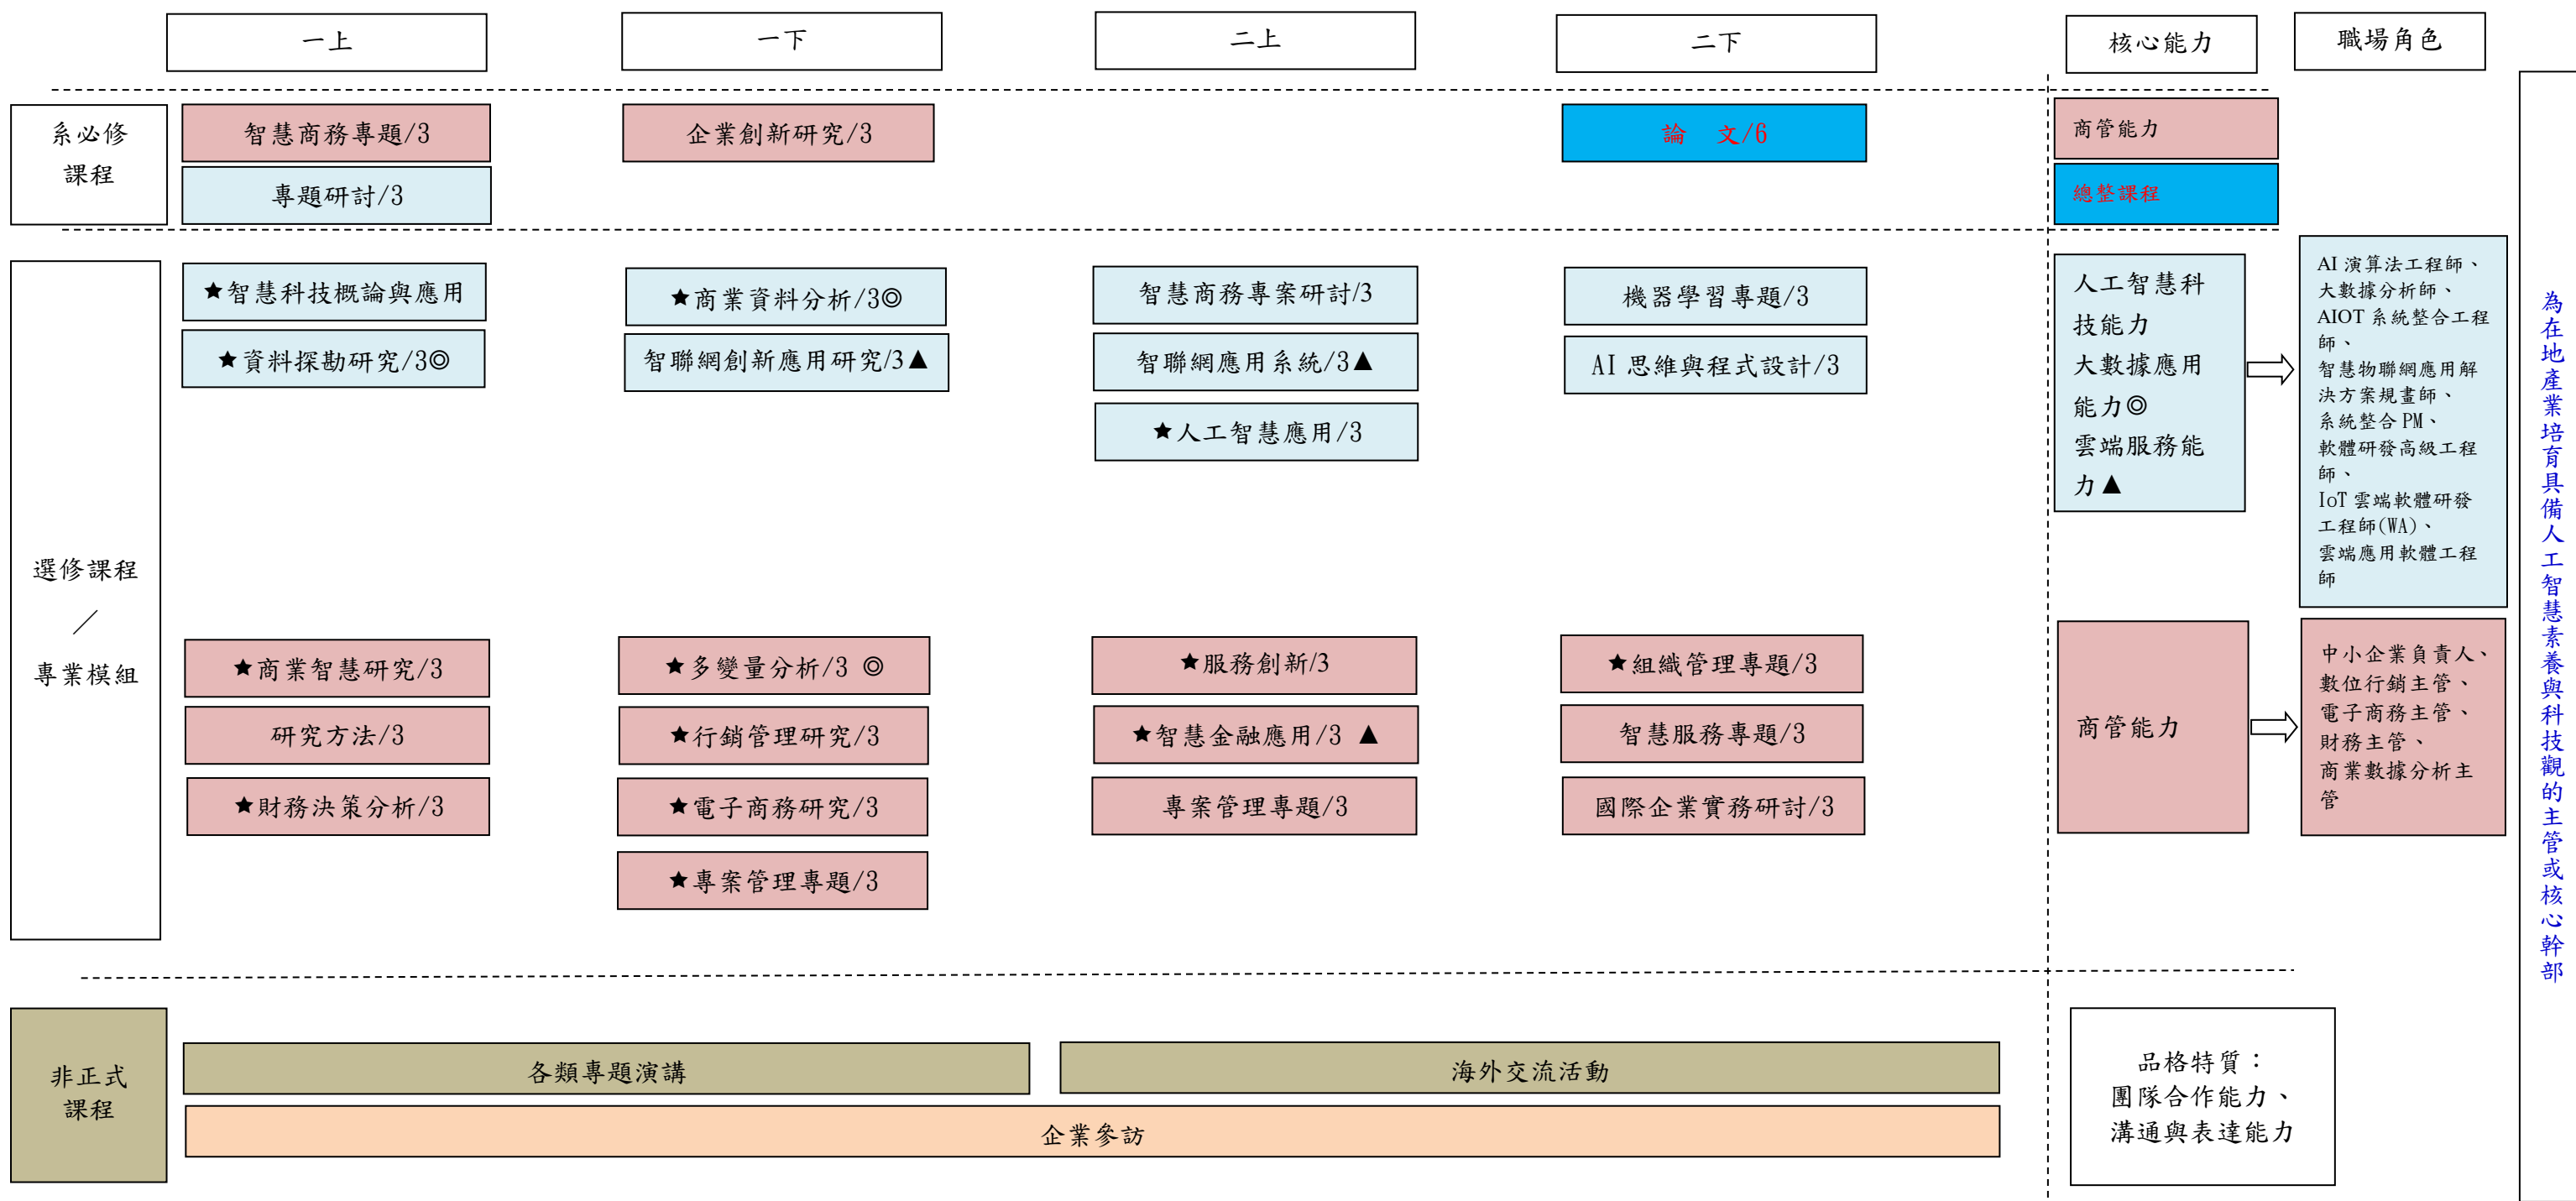 一上
一下
二上
二下
核心能力
職場角色
系必修
課程
智慧商務專題/3
企業創新研究/3
論　文/6
商管能力
專題研討/3
總整課程
選修課程
／
專業模組
★智慧科技概論與應用
★商業資料分析/3◎
智慧商務專案研討/3
機器學習專題/3
★資料探勘研究/3◎
智聯網創新應用研究/3▲
智聯網應用系統/3▲
AI 思維與程式設計/3
★人工智慧應用/3
人工智慧科
技能力
大數據應用
能力◎
雲端服務能
力▲
AI 演算法工程師、
大數據分析師、
AIOT 系統整合工程
師、
智慧物聯網應用解
決方案規畫師、
系統整合 PM、
軟體研發高級工程
師、
IoT 雲端軟體研發
工程師(WA)、
雲端應用軟體工程
師
★商業智慧研究/3
★多變量分析/3 ◎
★服務創新/3
★組織管理專題/3
研究方法/3
★行銷管理研究/3
★智慧金融應用/3 ▲
智慧服務專題/3
★財務決策分析/3
★電子商務研究/3
專案管理專題/3
國際企業實務研討/3
★專案管理專題/3
商管能力
中小企業負責人、
數位行銷主管、
電子商務主管、
財務主管、
商業數據分析主
管
為在地產業培育具備人工智慧素養與科技觀的主管或核心幹部
非正式
課程
各類專題演講
海外交流活動
企業參訪
品格特質：
團隊合作能力、
溝通與表達能力